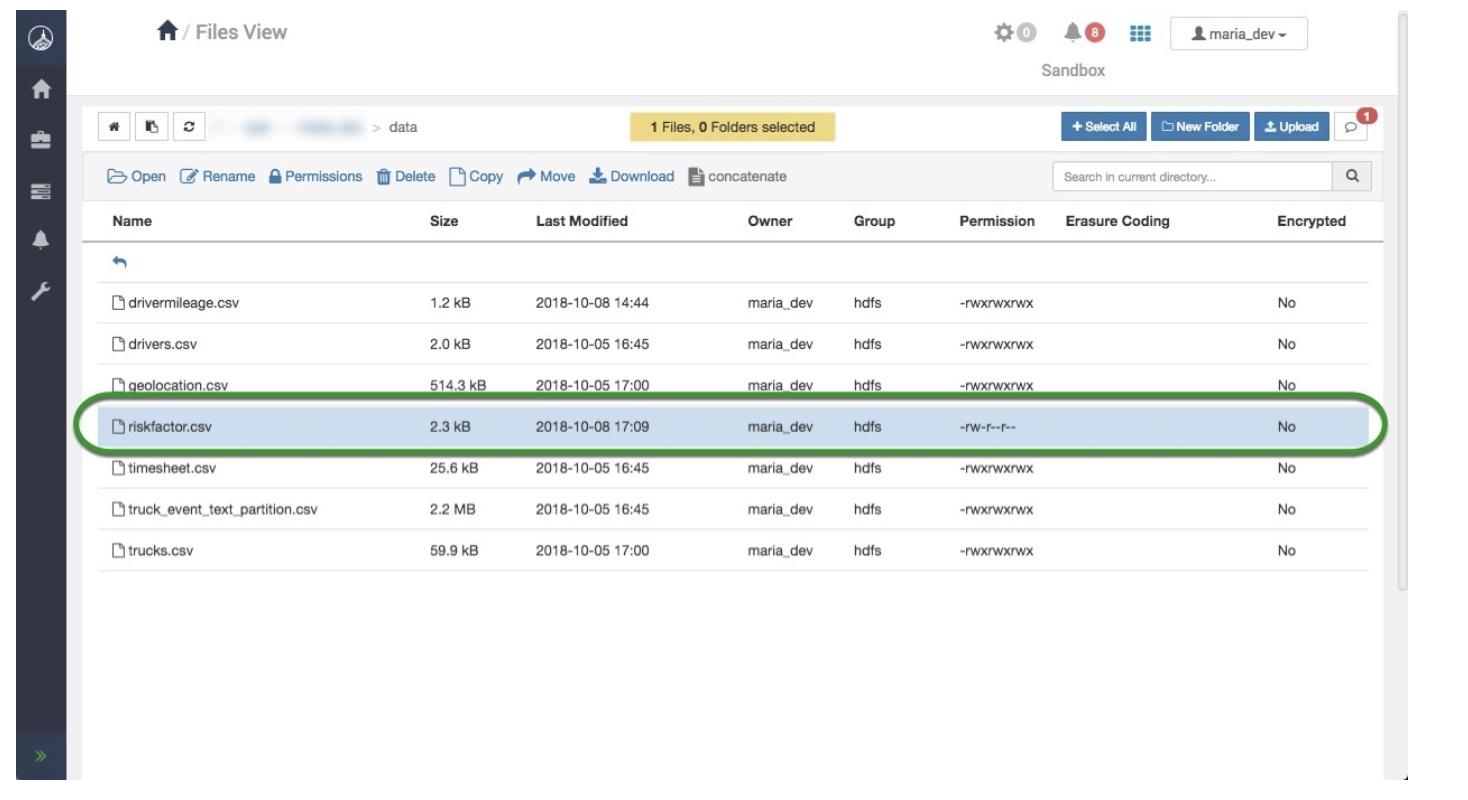 / Files View
0 8 maria_dev
Sandbox
> data 1 Files, 0 Folders selected + Select All New Folder Upload 1
Open Rename Permissions Delete Copy Move Download concatenate Search in current directory...
Name Size Last Modified Owner Group Permission Erasure Coding Encrypted
drivermileage.csv 1.2 kB 2018-10-08 14:44 maria_dev hdfs -rwxrwxrwx No
drivers.csv 2.0 kB 2018-10-05 16:45 maria_dev hdfs -rwxrwxrwx No
geolocation.csv 514.3 kB 2018-10-05 17:00 maria_dev hdfs -rwxrwxrwx No
riskfactor.csv 2.3 kB 2018-10-08 17:09 maria_dev hdfs -rw-r--r-- No
timesheet.csv 25.6 kB 2018-10-05 16:45 maria_dev hdfs -rwxrwxrwx No
truck_event_text_partition.csv 2.2 MB 2018-10-05 16:45 maria_dev hdfs -rwxrwxrwx No
trucks.csv 59.9 kB 2018-10-05 17:00 maria_dev hdfs -rwxrwxrwx No